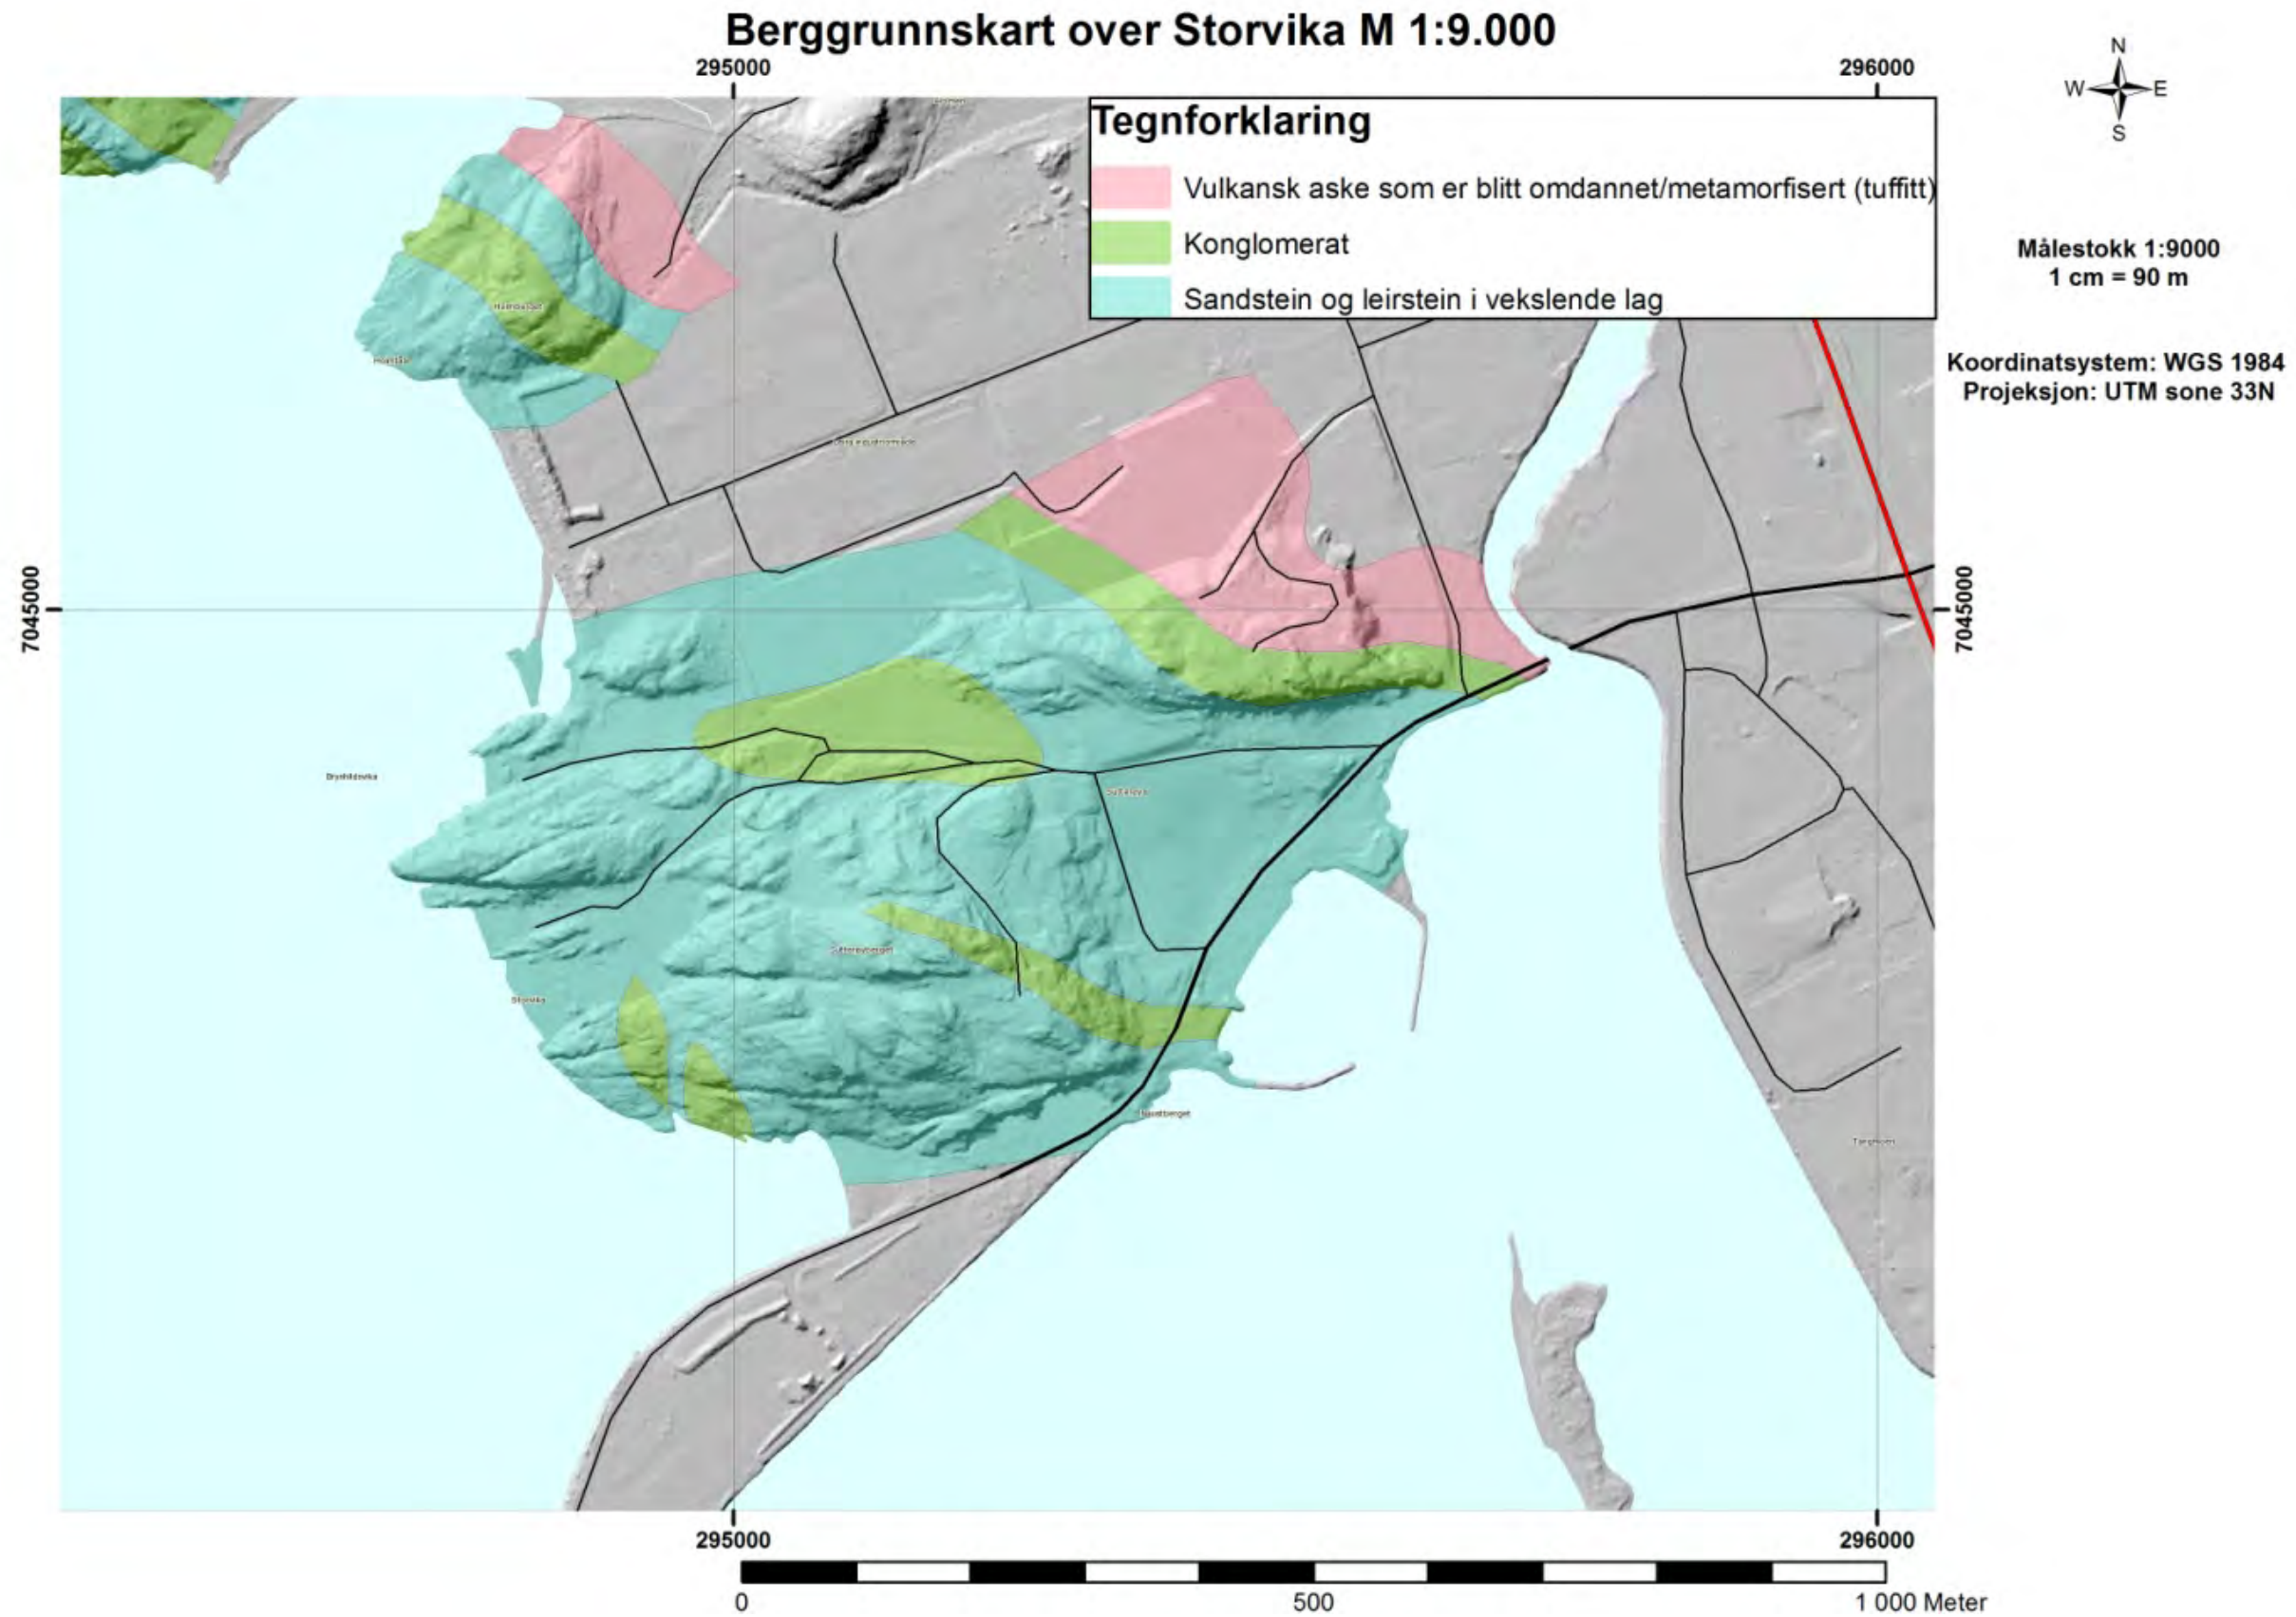 Berggrunnskart over Storvika M 1:9.000
295000
296000
N
W E
S
Tegnforklaring
Vulkansk aske som er blitt omdannet/metamorfisert (tuffitt)
Konglomerat
Sandstein og leirstein i vekslende lag
Målestokk 1:9000
1 cm = 90 m
Koordinatsystem: WGS 1984
Projeksjon: UTM sone 33N
7045000
7045000
Storvika
295000
296000
0
500
1 000 Meter